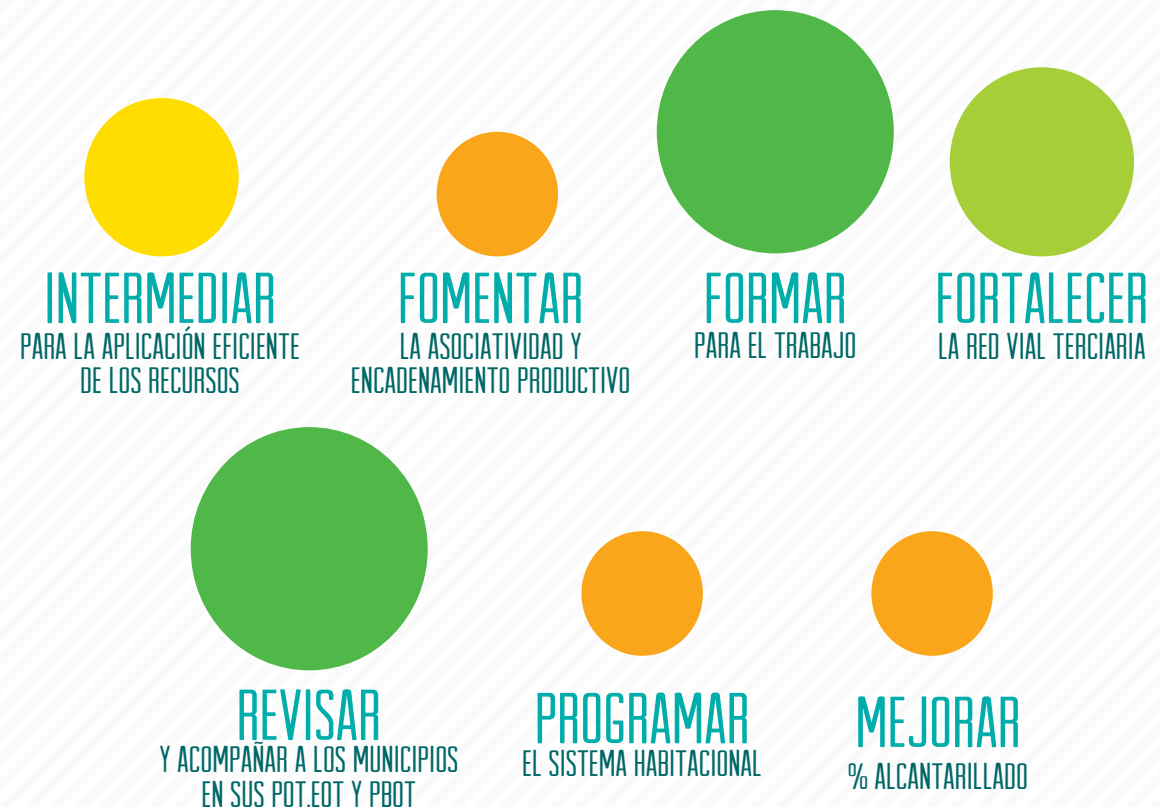 INTERMEDIAR
PARA LA APLICACIÓN EFICIENTE
DE LOS RECURSOS
FOMENTAR
LA ASOCIATIVIDAD Y
ENCADENAMIENTO PRODUCTIVO
FORMAR
PARA EL TRABAJO
FORTALECER
LA RED VIAL TERCIARIA
REVISAR
Y ACOMPAÑAR A LOS MUNICIPIOS
EN SUS POT,EOT Y PBOT
PROGRAMAR
EL SISTEMA HABITACIONAL
MEJORAR
% ALCANTARILLADO